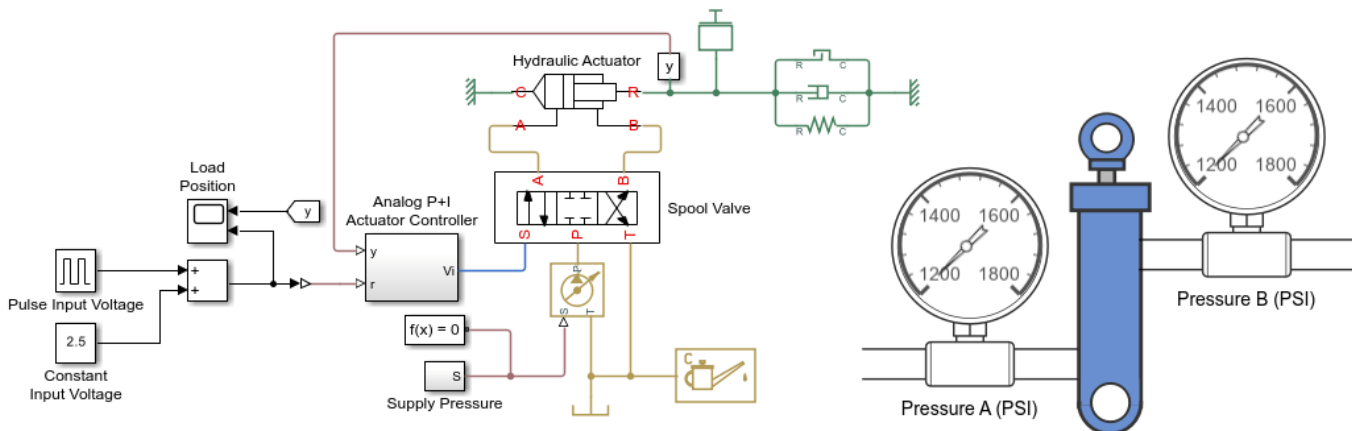 Hydraulic Actuator
y
C
R
A
B
R
C
R
C
R
C
A
B
S
P
T
Spool Valve
Load
Position
y
Analog P+I
Actuator Controller
y
r
Vi
Pulse Input Voltage
+
+
2.5
Constant
Input Voltage
P
S
T
f(x) = 0
S
Supply Pressure
C
1400
1600
1200
1800
Pressure A (PSI)
1400
1600
1200
1800
Pressure B (PSI)